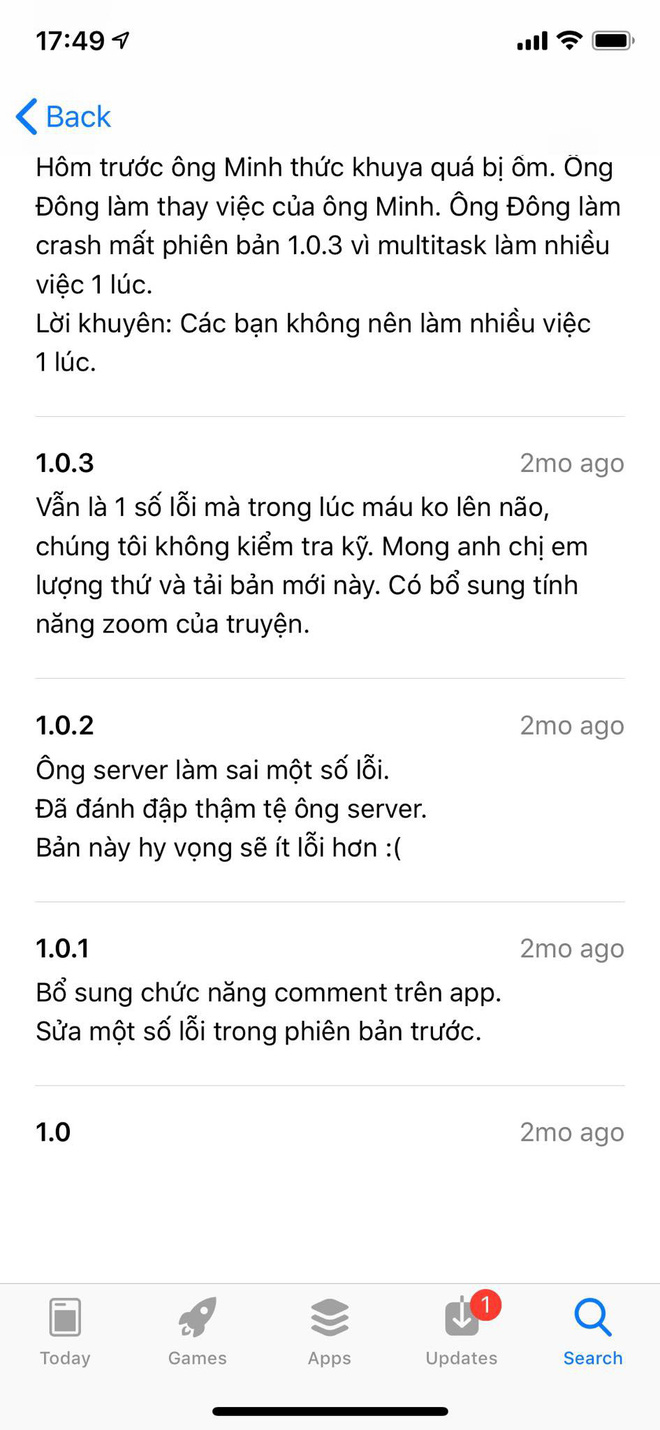 17:49
Back
Hôm trước ông Minh thức khuya quá bị ốm. Ông
Đông làm thay việc của ông Minh. Ông Đông làm
crash mất phiên bản 1.0.3 vì multitask làm nhiều
việc 1 lúc.
Lời khuyên: Các bạn không nên làm nhiều việc
1 lúc.
1.0.3 2mo ago
Vẫn là 1 số lỗi mà trong lúc máu ko lên não,
chúng tôi không kiểm tra kỹ. Mong anh chị em
lượng thứ và tải bản mới này. Có bổ sung tính
năng zoom của truyện.
1.0.2 2mo ago
Ông server làm sai một số lỗi.
Đã đánh đập thậm tệ ông server.
Bản này hy vọng sẽ ít lỗi hơn :(
1.0.1 2mo ago
Bổ sung chức năng comment trên app.
Sửa một số lỗi trong phiên bản trước.
1.0 2mo ago
1
Today Games Apps Updates Search